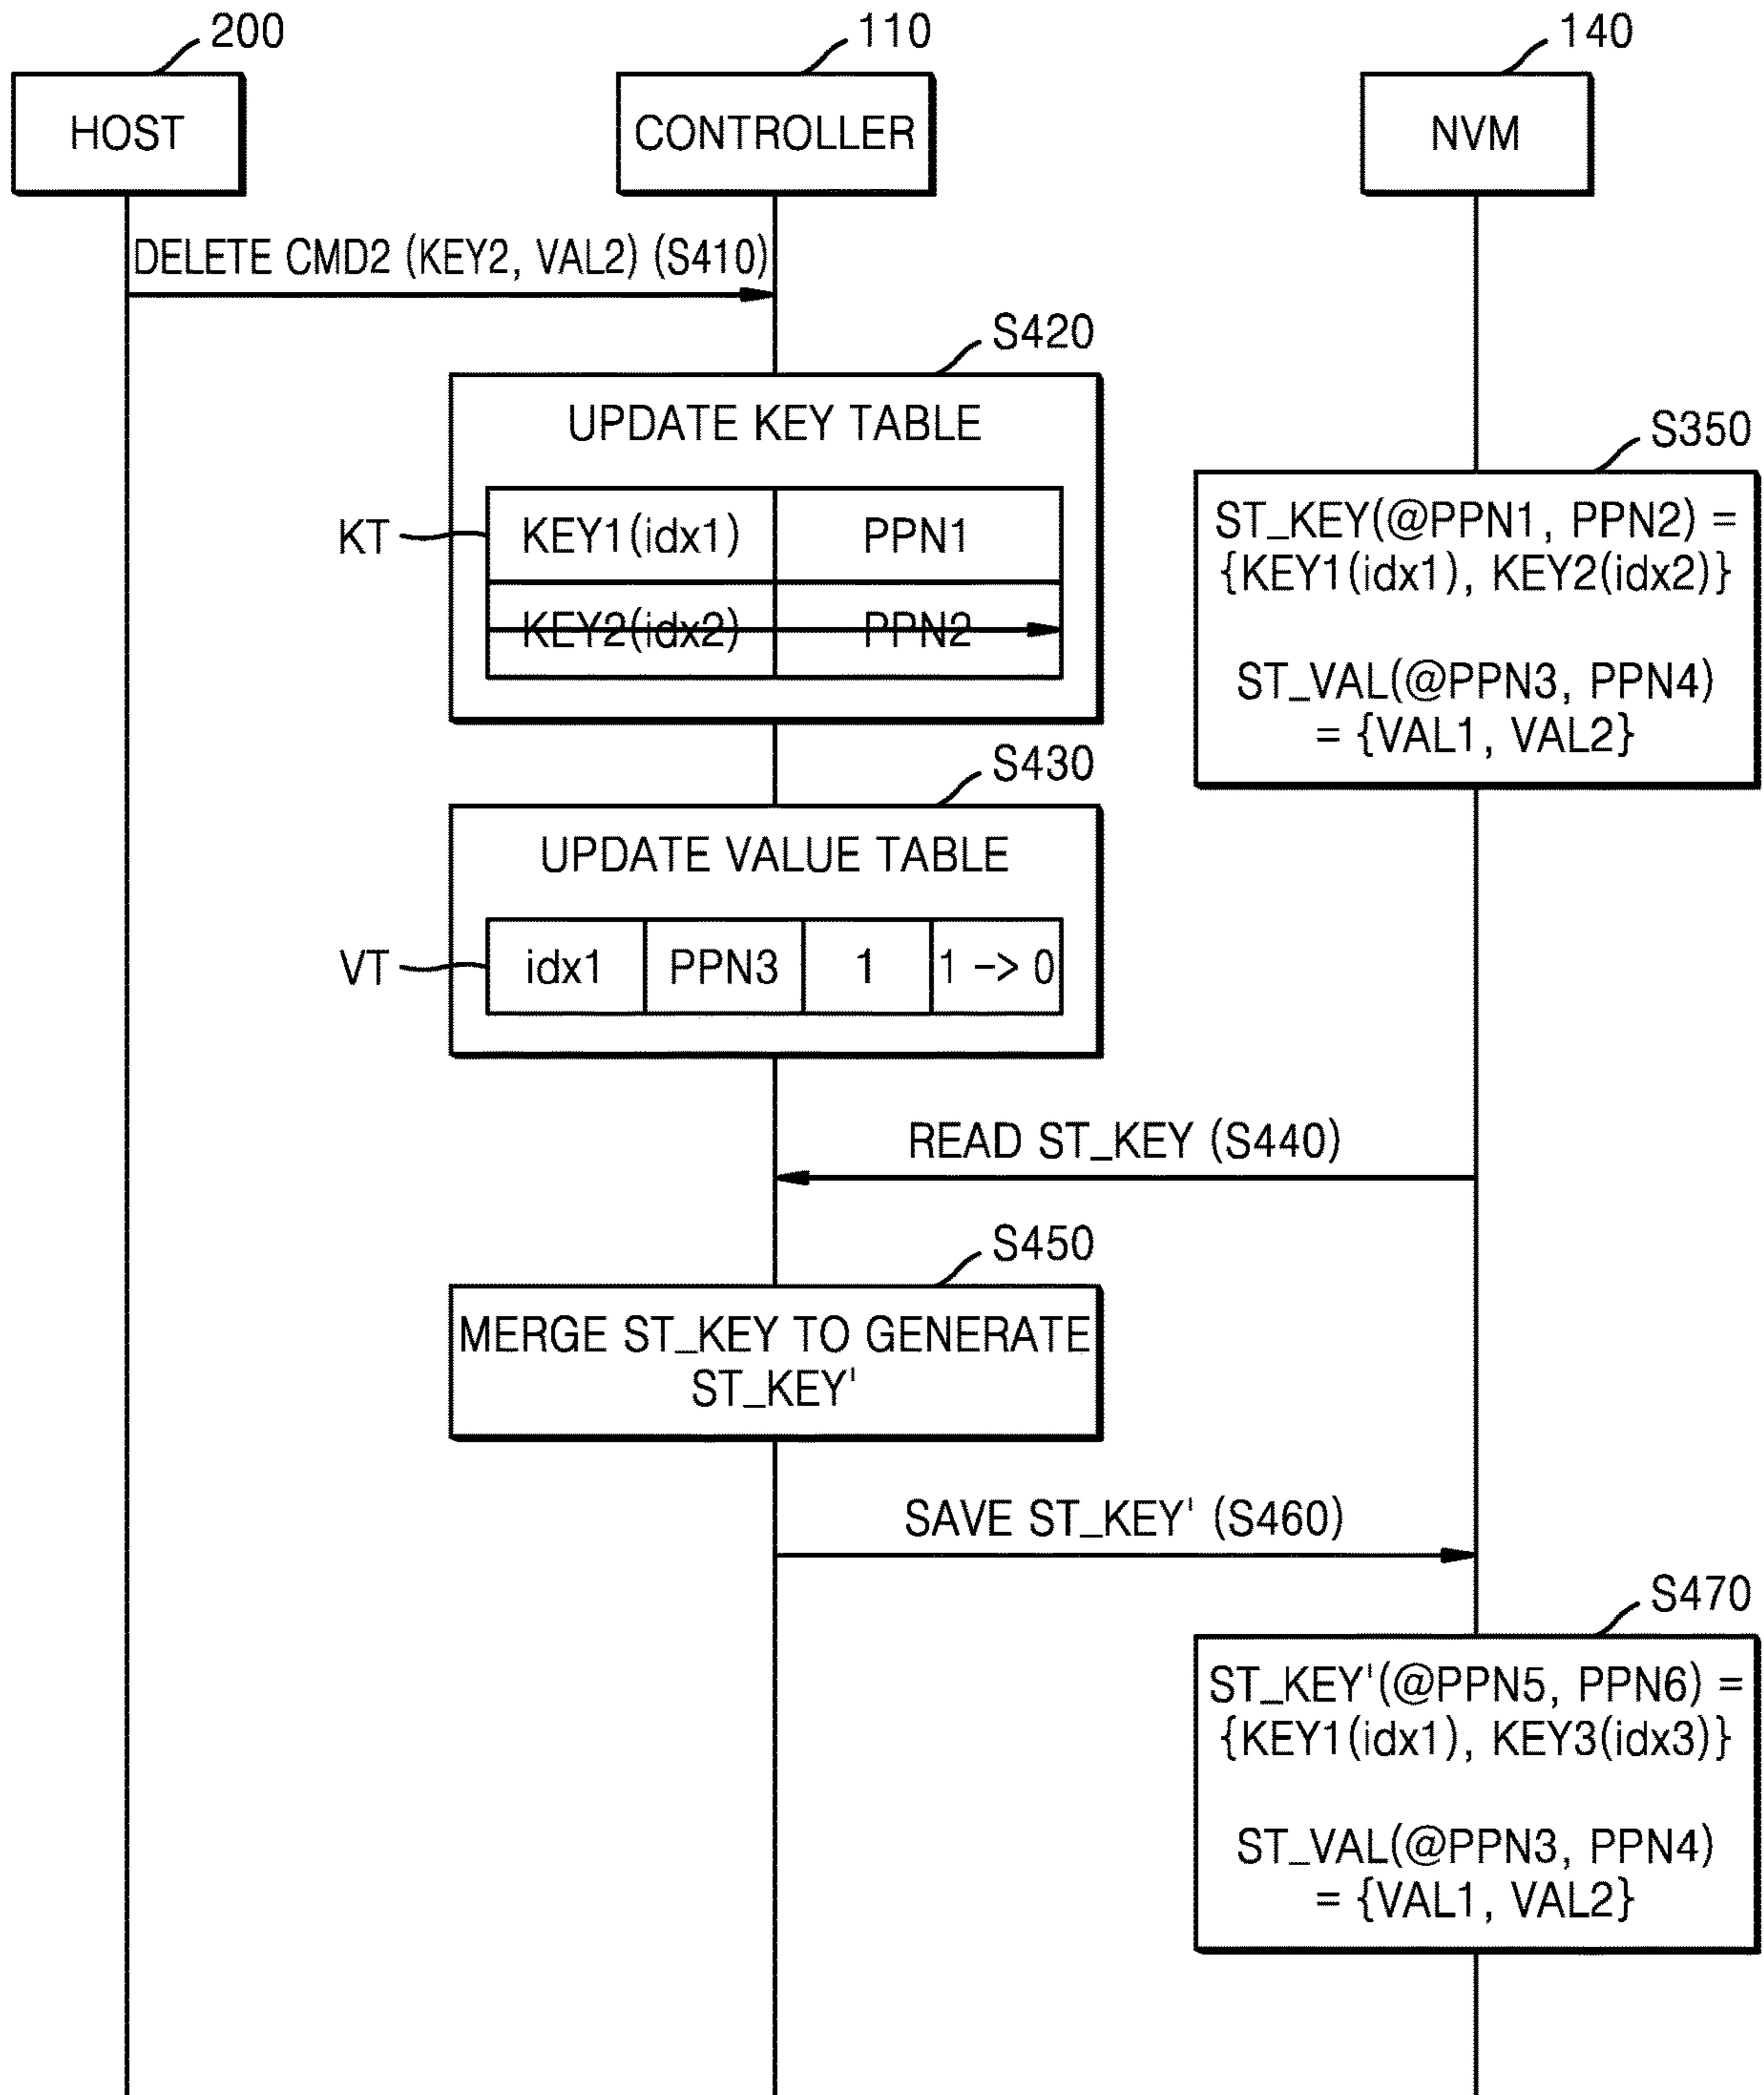 200
110
140
HOST
CONTROLLER
NVM
DELETE CMD2 (KEY2, VAL2) (S410)
S420
UPDATE KEY TABLE
KT
KEY1(idx1)
PPN1
KEY2(idx2)
PPN2
S350
ST_KEY(@PPN1, PPN2) =
{KEY1(idx1), KEY2(idx2)}
ST_VAL(@PPN3, PPN4)
= {VAL1, VAL2}
S430
UPDATE VALUE TABLE
VT
idx1
PPN3
1
1 -> 0
READ ST_KEY (S440)
S450
MERGE ST_KEY TO GENERATE
ST_KEY'
SAVE ST_KEY' (S460)
S470
ST_KEY'(@PPN5, PPN6) =
{KEY1(idx1), KEY3(idx3)}
ST_VAL(@PPN3, PPN4)
= {VAL1, VAL2}